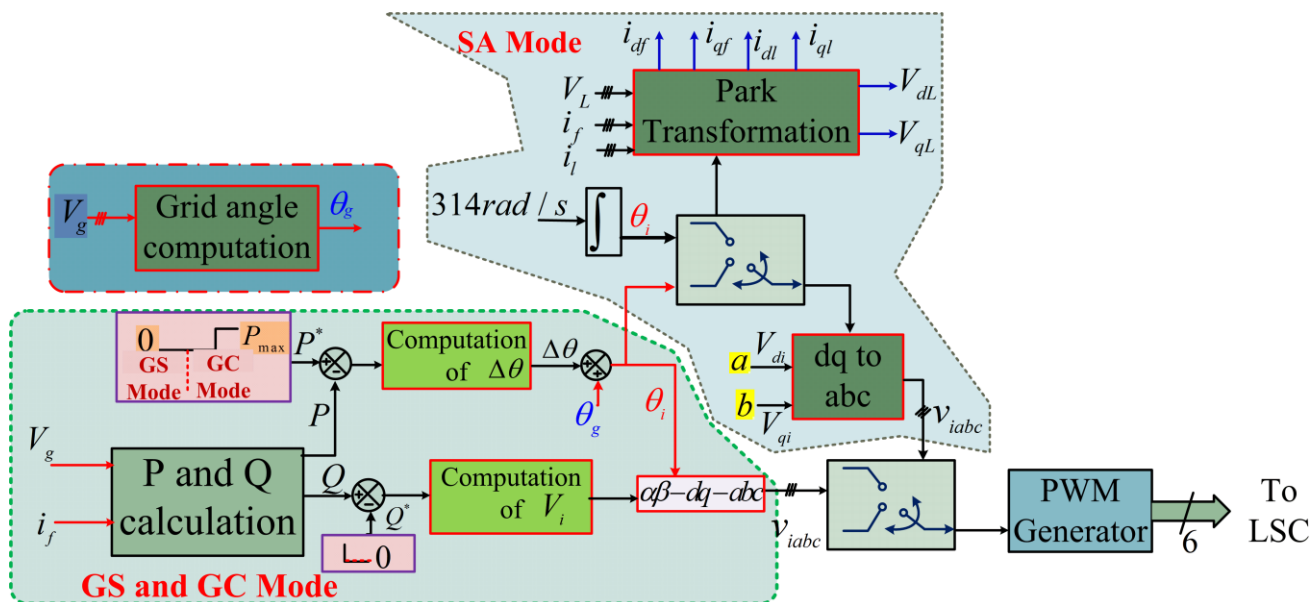 SA Mode
i_df
i_qf
i_dl
i_ql
V_L
i_f
i_l
Park
Transformation
V_dL
V_qL
V_g
Grid angle
computation
θ_g
314rad / s
∫
θ_i
0
P_max
GS
Mode
GC
Mode
P*
Computation
of Δθ
Δθ
θ_g
θ_i
P
a
V_di
b
V_qi
dq to
abc
v_iabc
V_g
i_f
P and Q
calculation
Q
Q*
0
Computation
of V_i
αβ−dq−abc
v_iabc
PWM
Generator
6
To
LSC
GS and GC Mode